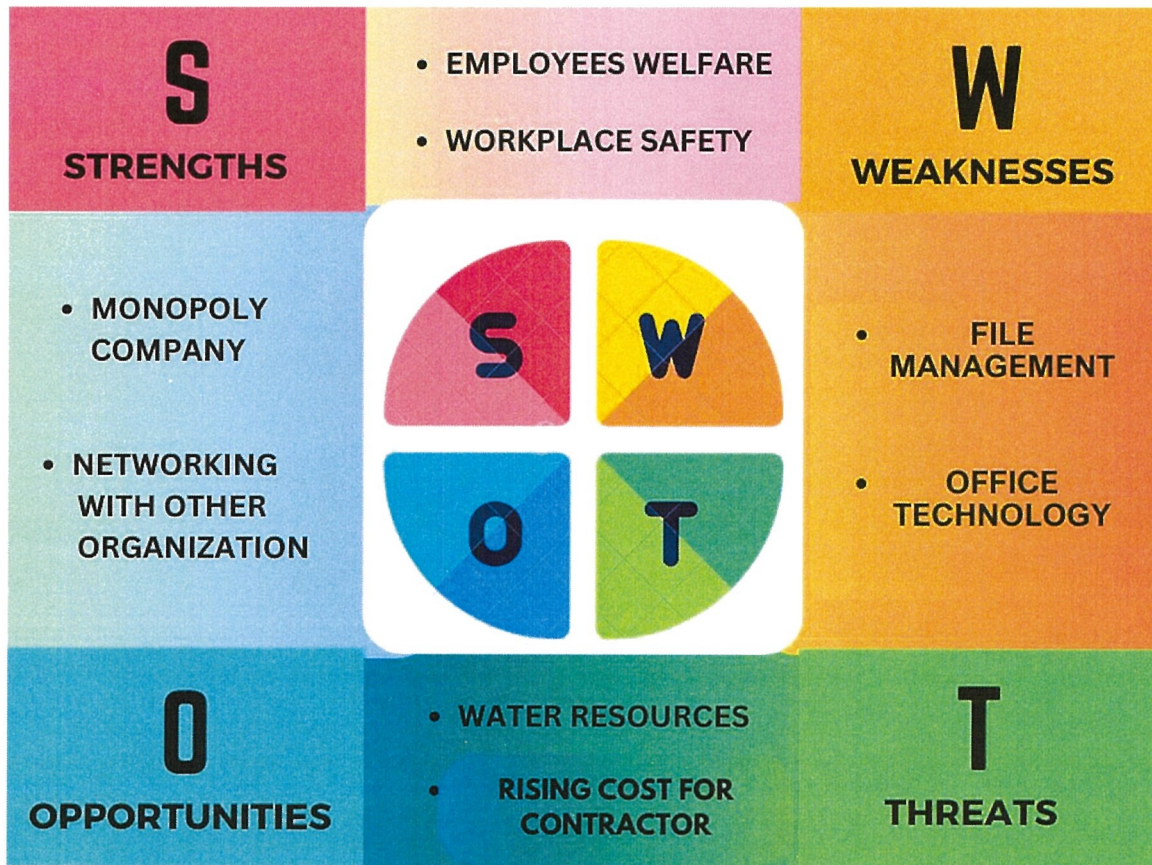 S
STRENGTHS
• EMPLOYEES WELFARE
• WORKPLACE SAFETY
W
WEAKNESSES
• MONOPOLY
COMPANY
• NETWORKING
WITH OTHER
ORGANIZATION
S
W
O
T
• FILE
MANAGEMENT
• OFFICE
TECHNOLOGY
O
OPPORTUNITIES
• WATER RESOURCES
• RISING COST FOR
CONTRACTOR
T
THREATS